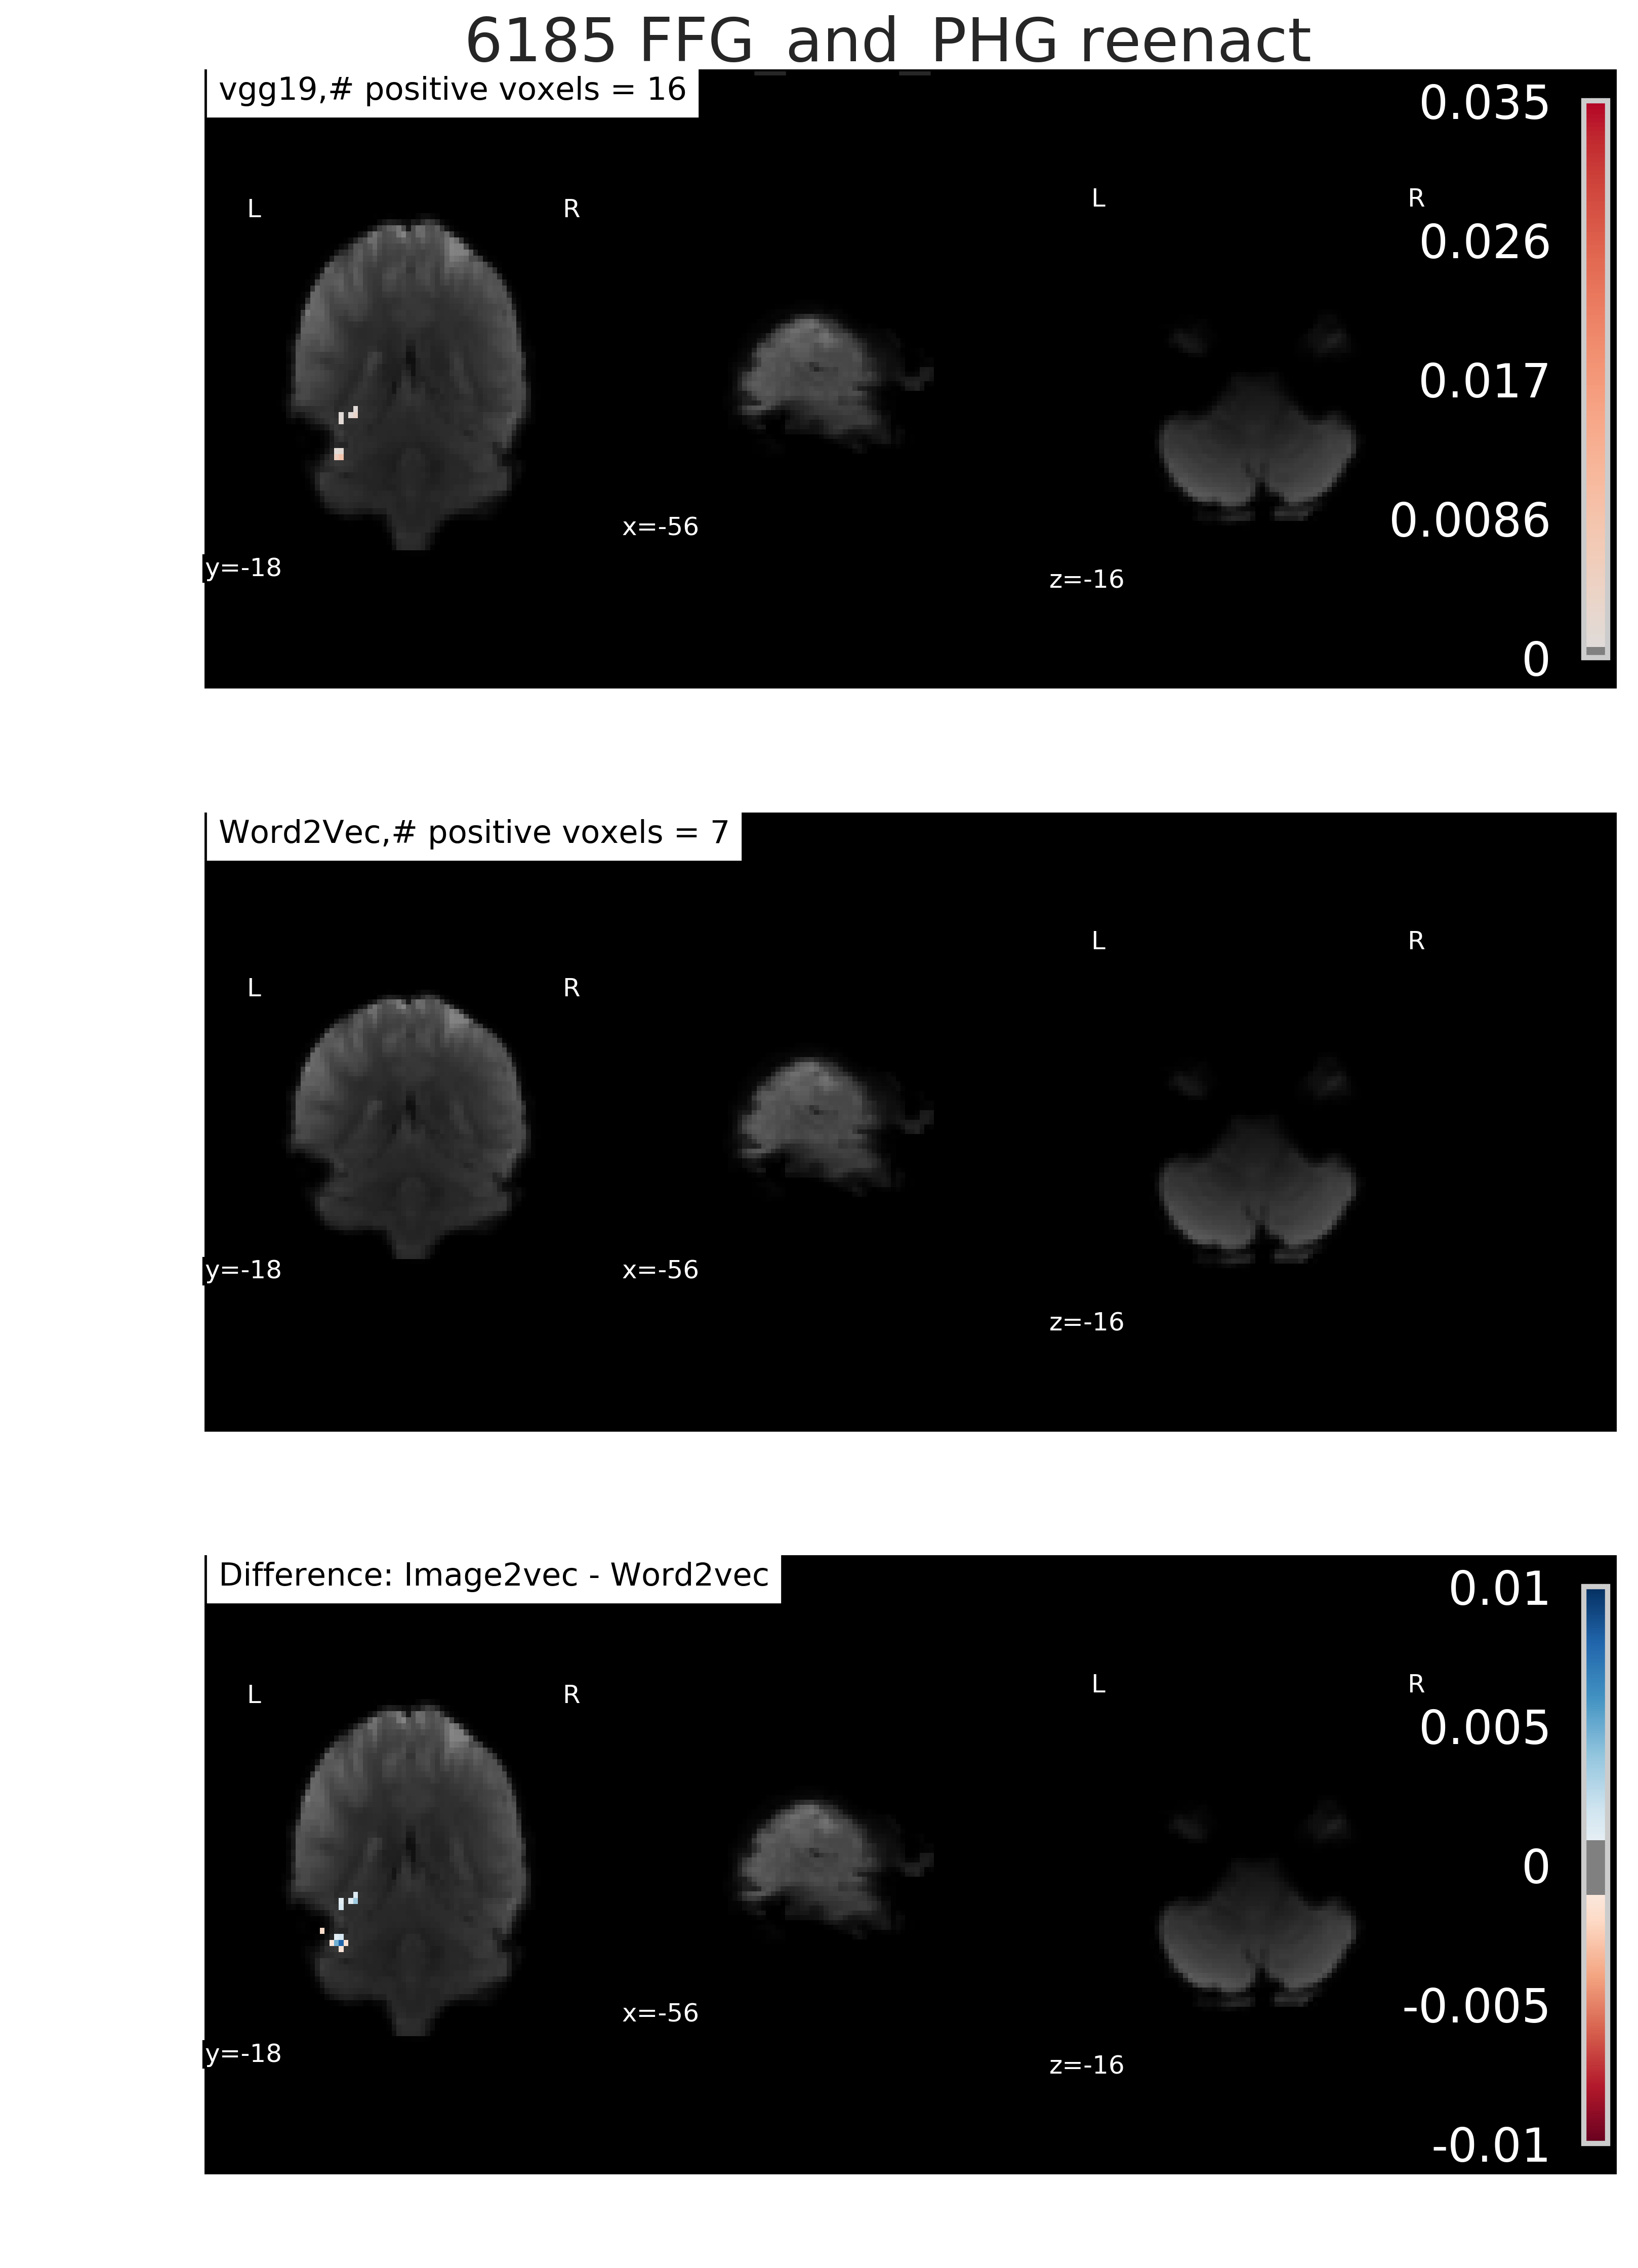 6185 FFG_and_PHG reenact
vgg19,# positive voxels = 16
0.035
L R L R
0.026
0.017
0.0086
x=-56
y=-18
z=-16
0
Word2Vec,# positive voxels = 7
L R
L R
y=-18 x=-56
z=-16
Difference: Image2vec - Word2vec
0.01
L R L R
0.005
0
-0.005
x=-56
y=-18
z=-16
-0.01